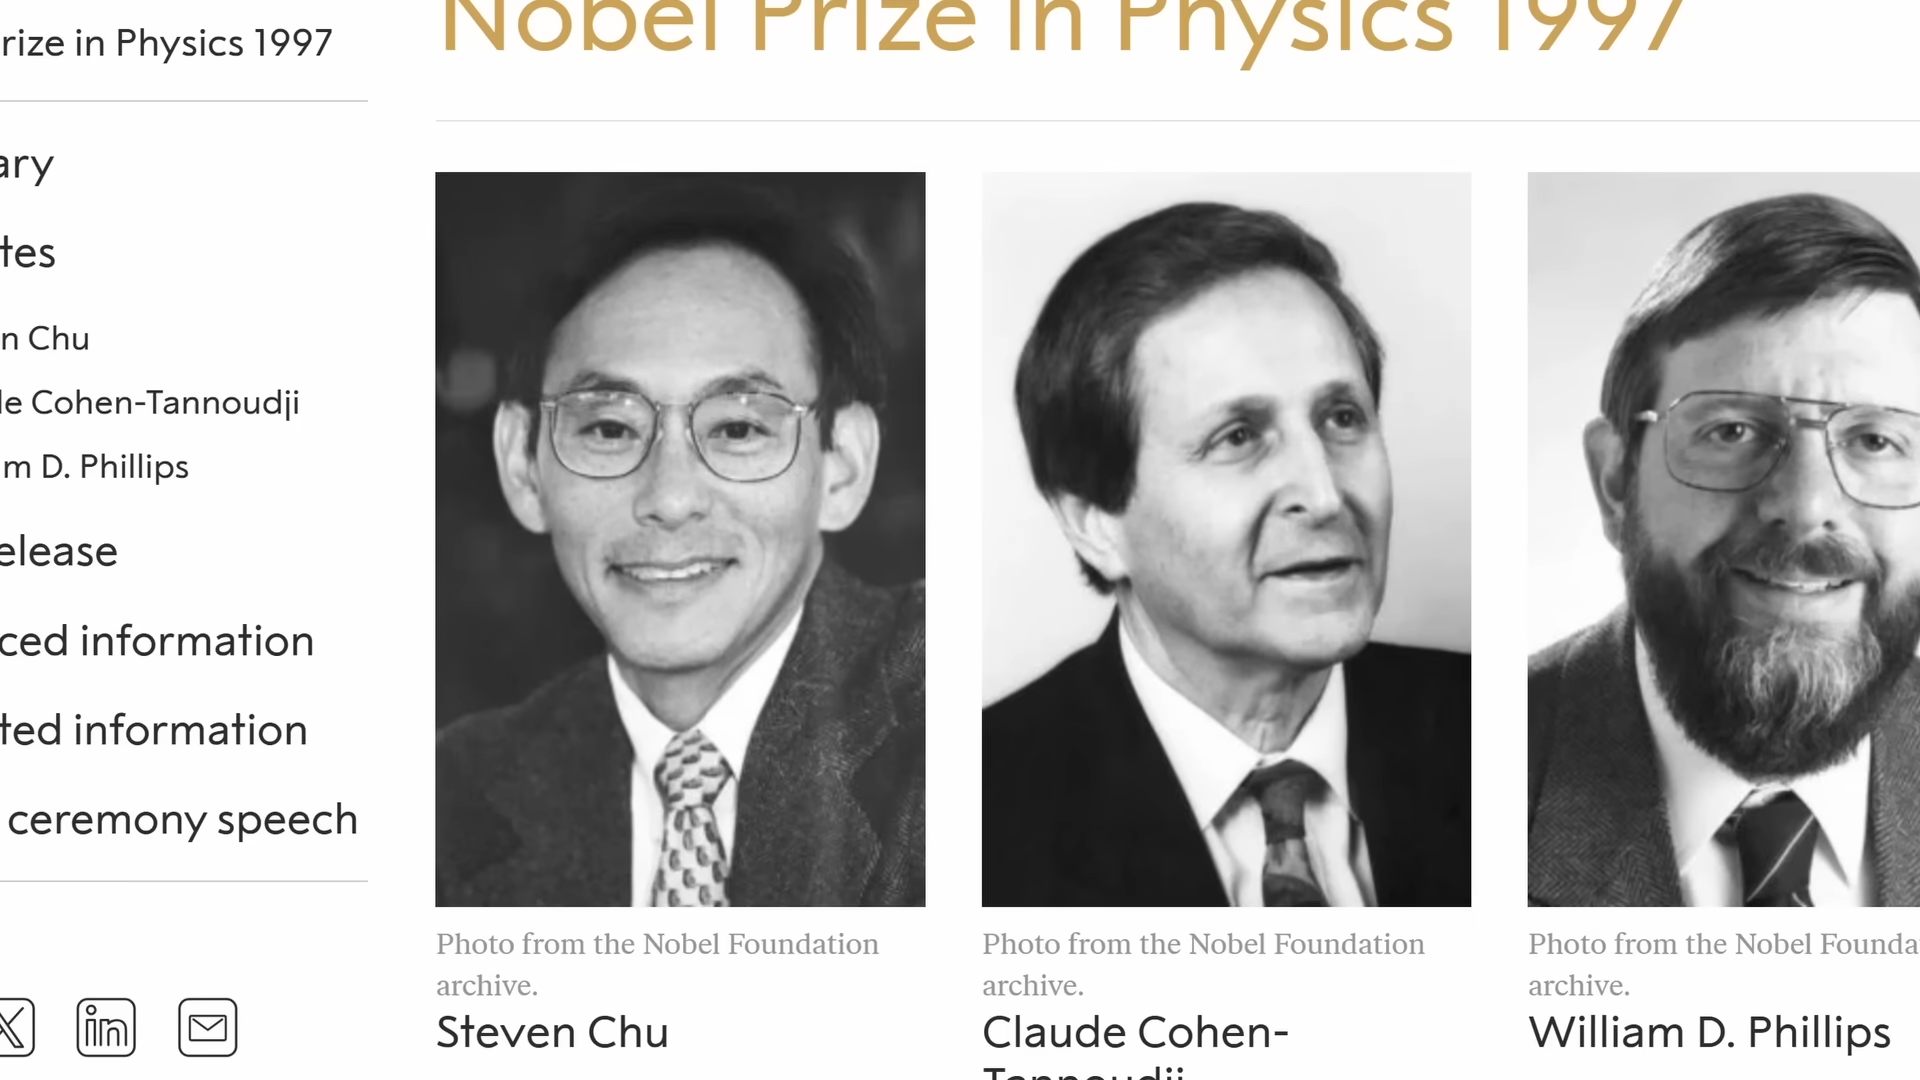 Nobel Prize in Physics 1997
rize in Physics 1997
ary
tes
n Chu
le Cohen-Tannoudji
m D. Phillips
elease
ced information
ted information
ceremony speech
Photo from the Nobel Foundation
archive.
Steven Chu
Photo from the Nobel Foundation
archive.
Claude Cohen-
Tannoudji
Photo from the Nobel Founda
archive.
William D. Phillips
X
in